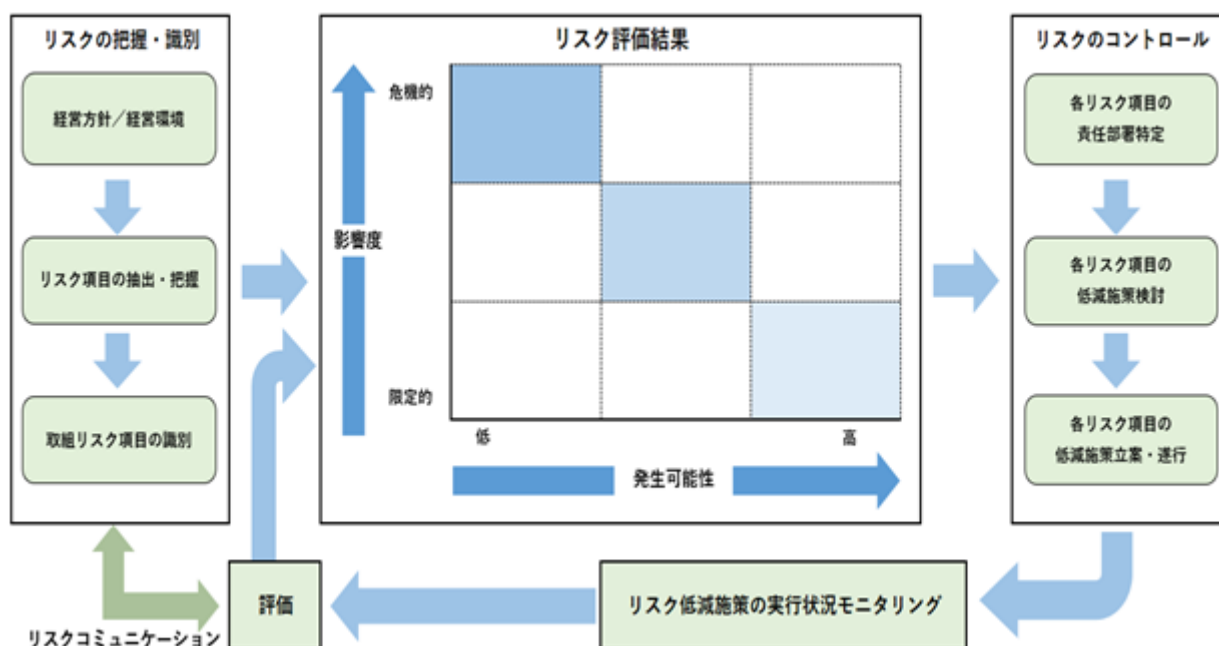 リスクの把握・識別
経営方針／経営環境
リスク項目の抽出・把握
取組リスク項目の識別
リスク評価結果
危機的
影響度
限定的
低
高
発生可能性
リスクのコントロール
各リスク項目の
責任部署特定
各リスク項目の
低減施策検討
各リスク項目の
低減施策立案・遂行
リスク低減施策の実行状況モニタリング
評価
リスクコミュニケーション